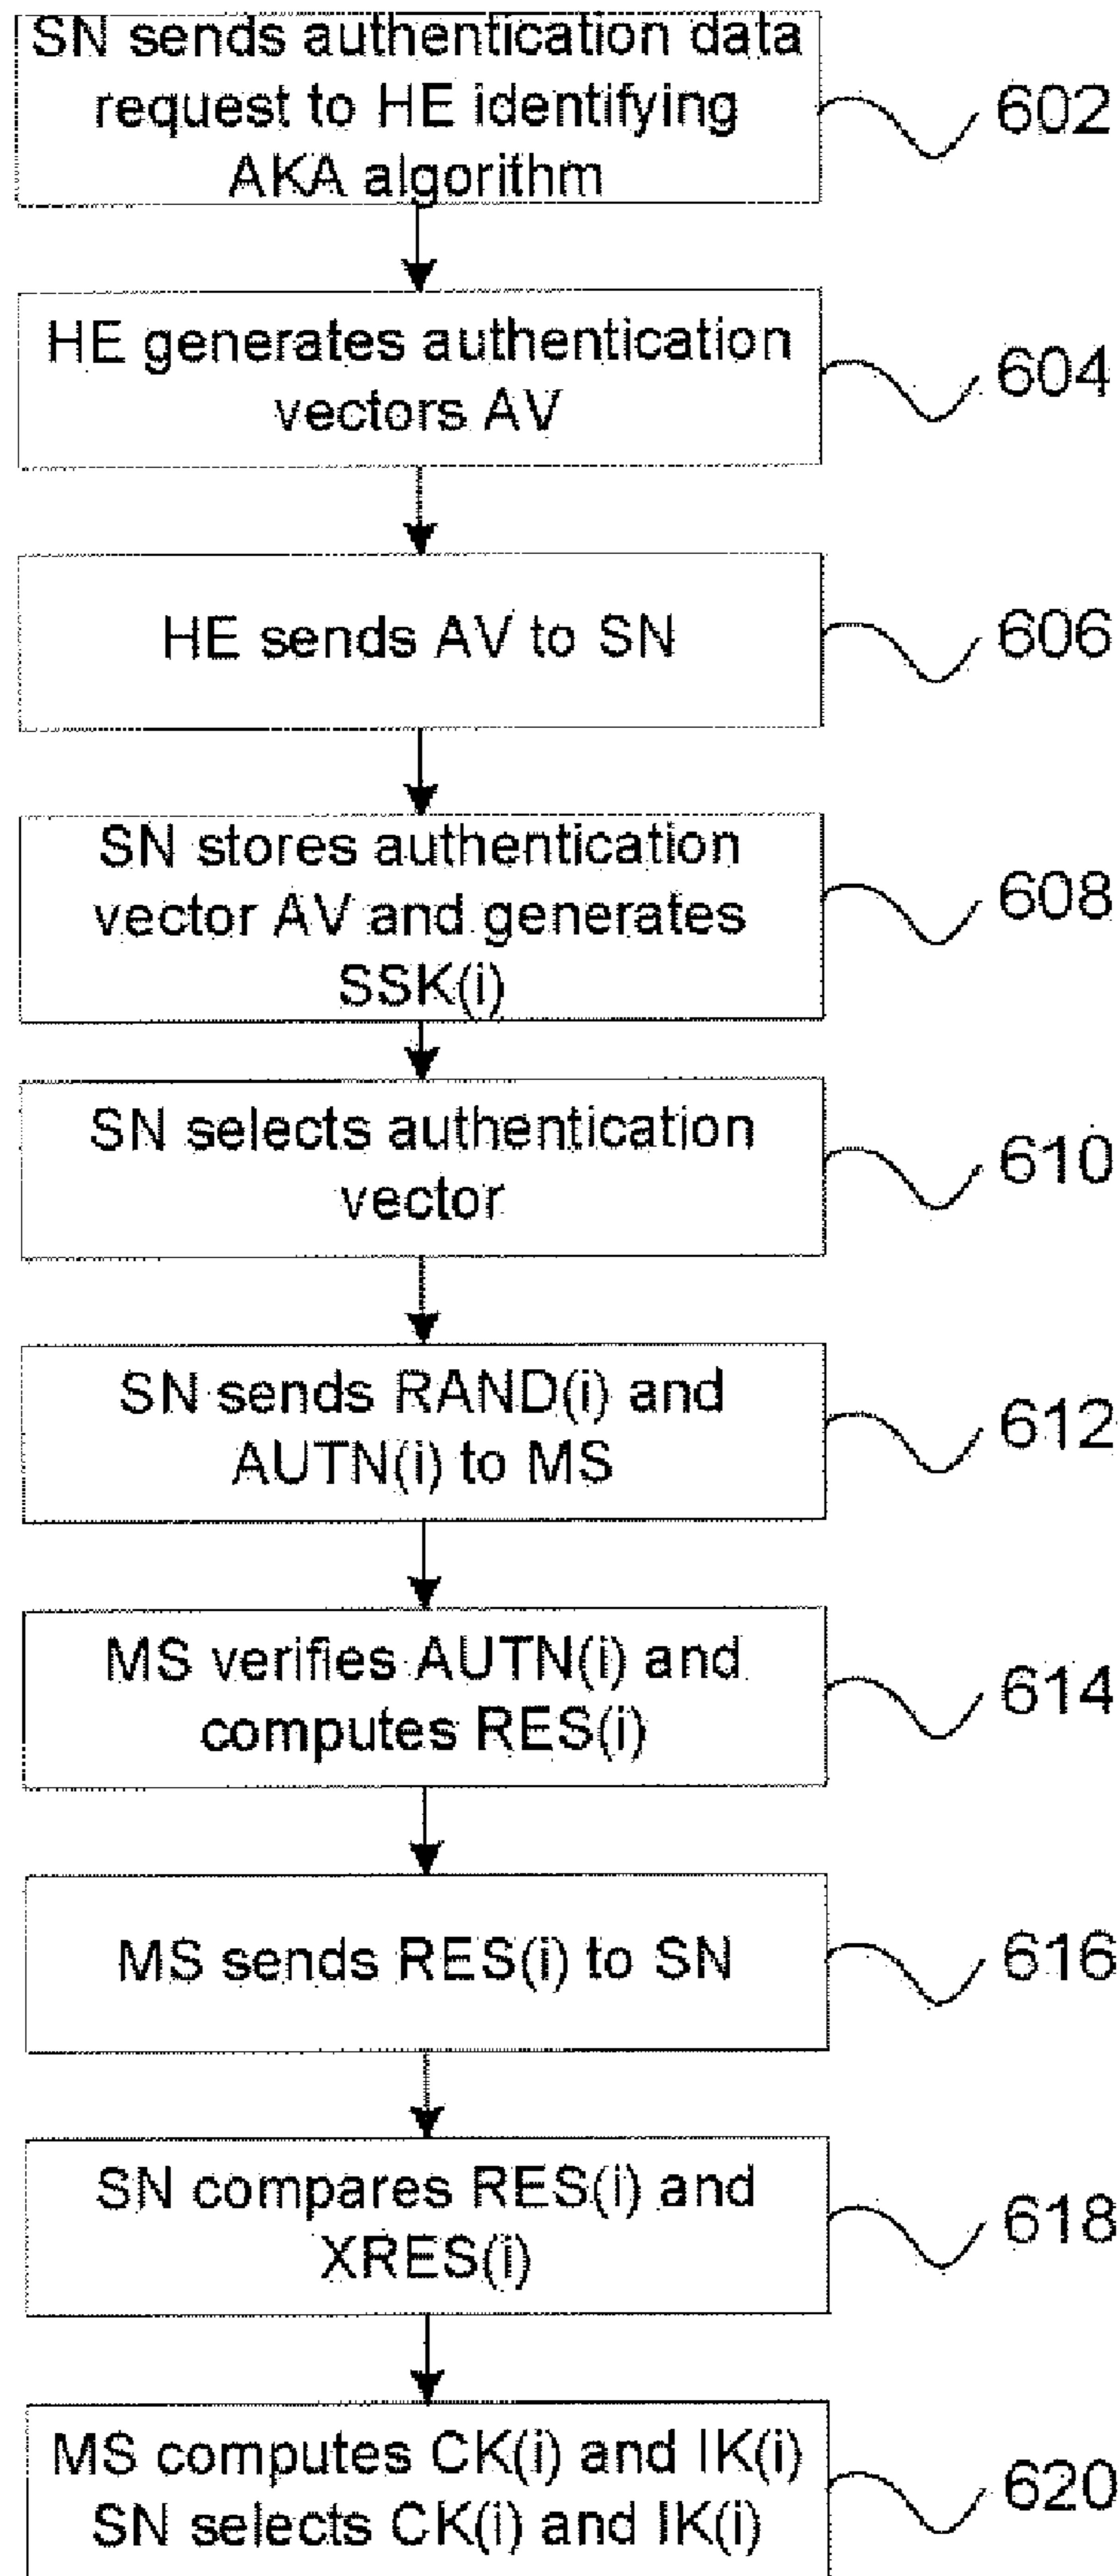 SN sends authentication data
request to HE identifying
AKA algorithm
602
HE generates authentication
vectors AV
604
HE sends AV to SN
606
SN stores authentication
vector AV and generates
SSK(i)
608
SN selects authentication
vector
610
SN sends RAND(i) and
AUTN(i) to MS
612
MS verifies AUTN(i) and
computes RES(i)
614
MS sends RES(i) to SN
616
SN compares RES(i) and
XRES(i)
618
MS computes CK(i) and IK(i)
SN selects CK(i) and IK(i)
620